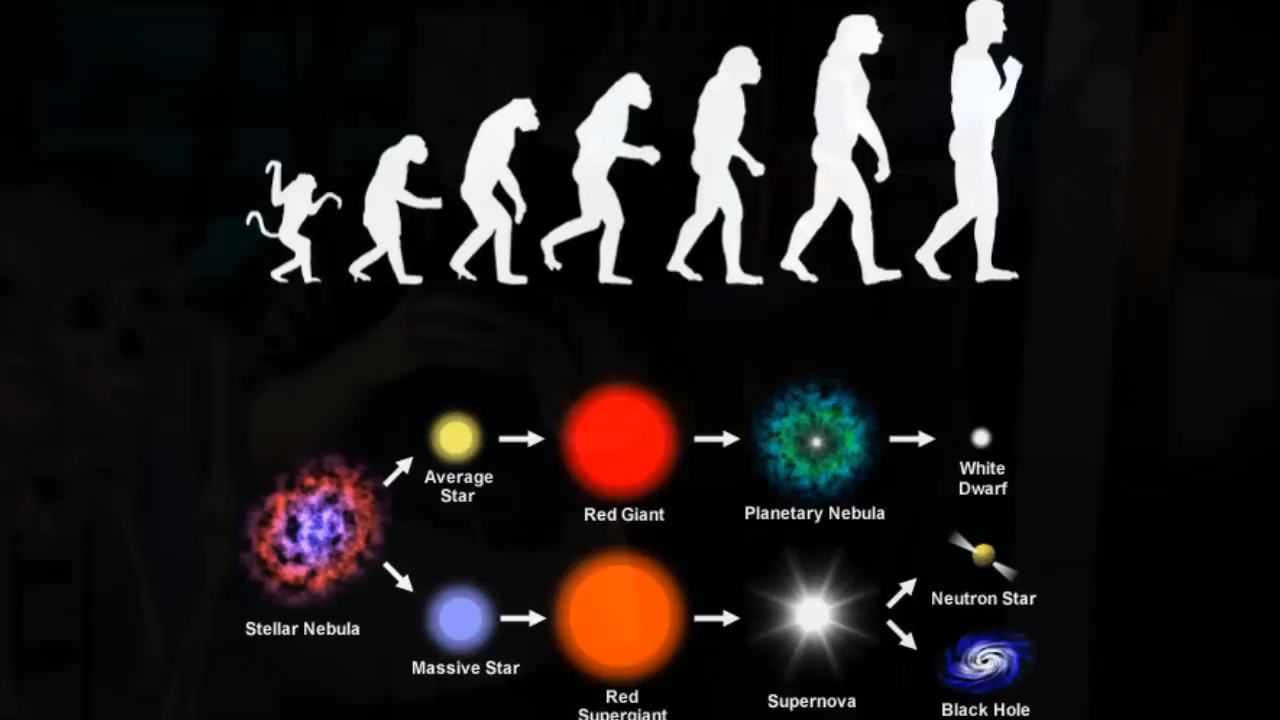 Average
Star
Red Giant
Planetary Nebula
White
Dwarf
Stellar Nebula
Massive Star
Red
Supergiant
Supernova
Neutron Star
Black Hole